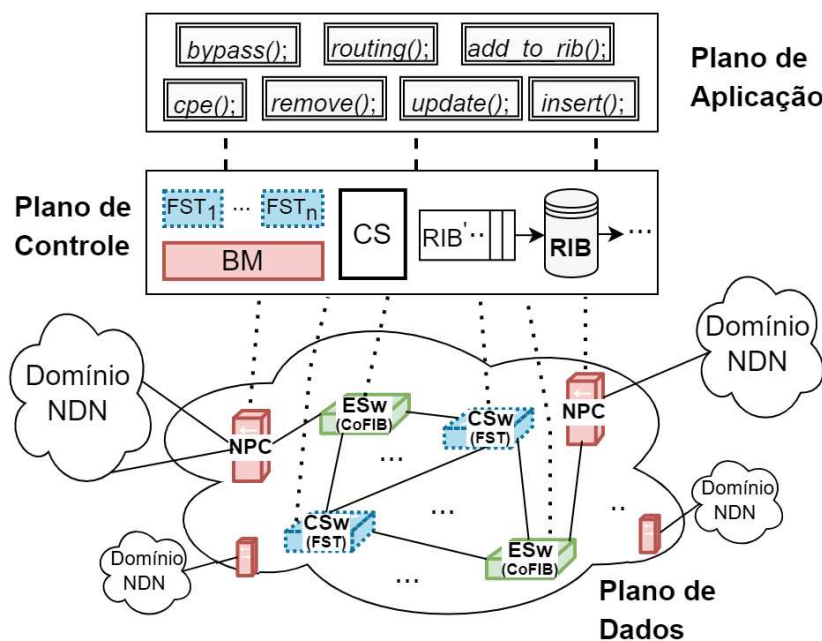 bypass(); routing(); add_to_rib();
cpe(); remove(); update(); insert();
Plano de
Aplicação
Plano de
Controle
FST1 ... FSTn
BM
CS
RIB'..
RIB
...
Domínio
NDN
Domínio
NDN
NPC
ESw
(CoFIB)
CSw
(FST)
NPC
...
CSw
(FST)
...
..
ESw
(CoFIB)
...
Domínio
NDN
Domínio
NDN
Plano de
Dados